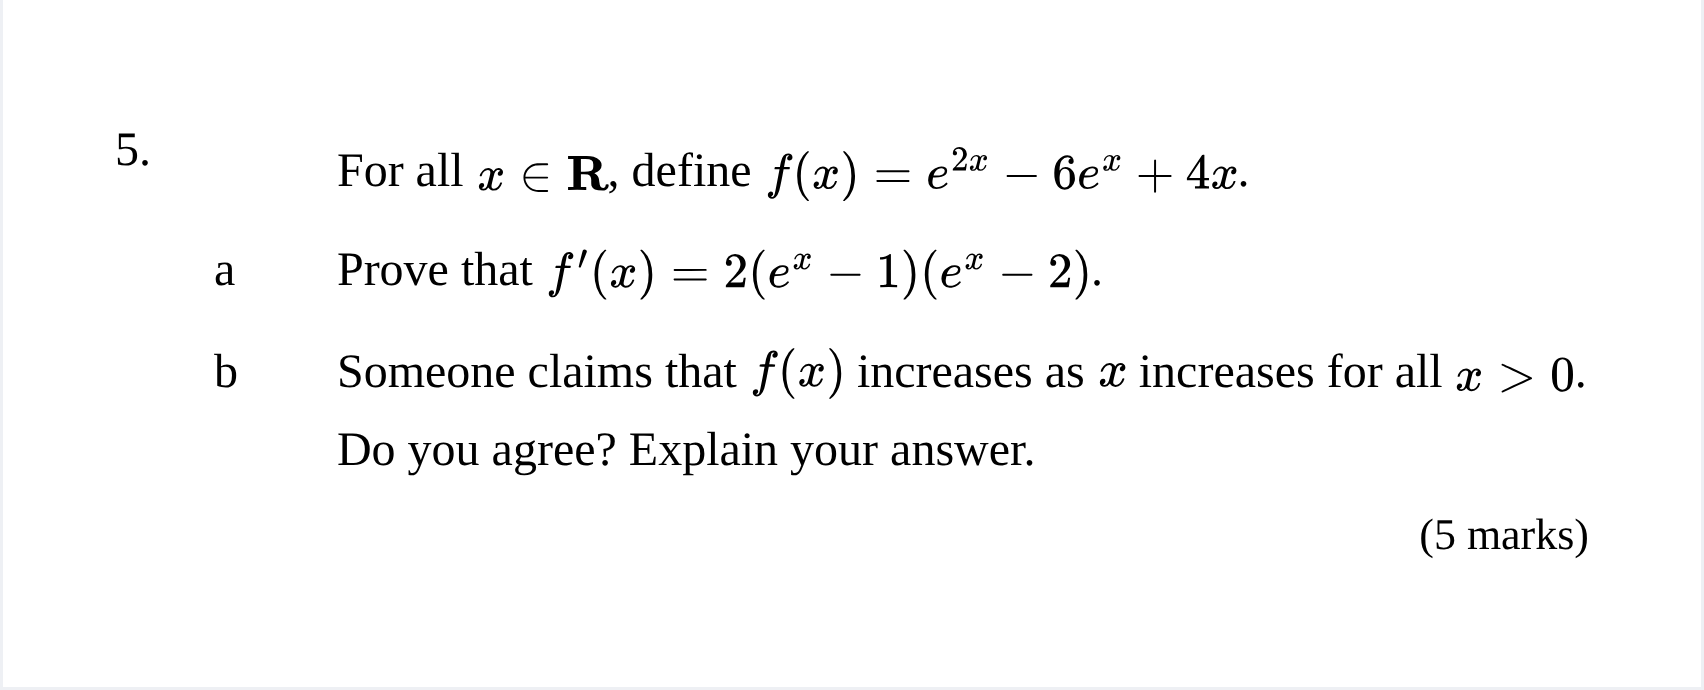 5. For all x ∈ R, define f(x) = e^{2x} − 6e^x + 4x.
a Prove that f′(x) = 2(e^x − 1)(e^x − 2).
b Someone claims that f(x) increases as x increases for all x > 0.
Do you agree? Explain your answer.
(5 marks)